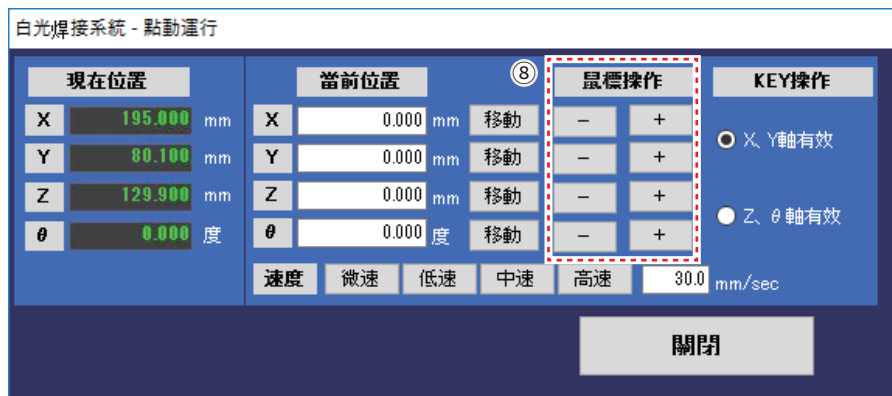 白光焊接系統 - 點動運行
現在位置 當前位置 ⑧ 鼠標操作 KEY操作
X 195.000 mm X 0.000 mm 移動 － ＋
Y 80.100 mm Y 0.000 mm 移動 － ＋
X、Y軸有效
Z 129.900 mm Z 0.000 mm 移動 － ＋
Z、θ軸有效
θ 0.000 度 θ 0.000 度 移動 － ＋
速度 微速 低速 中速 高速 30.0 mm/sec
關閉